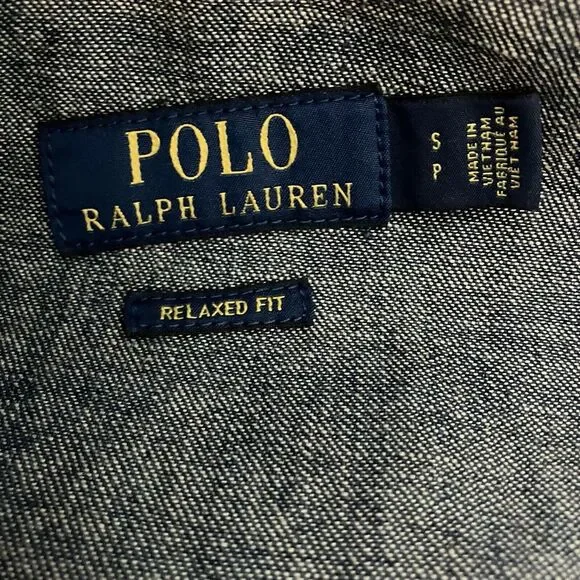 POLO
RALPH LAUREN
S
P
MADE IN
VIETNAM
FABRIQUÉ AU
VIET NAM
RELAXED FIT